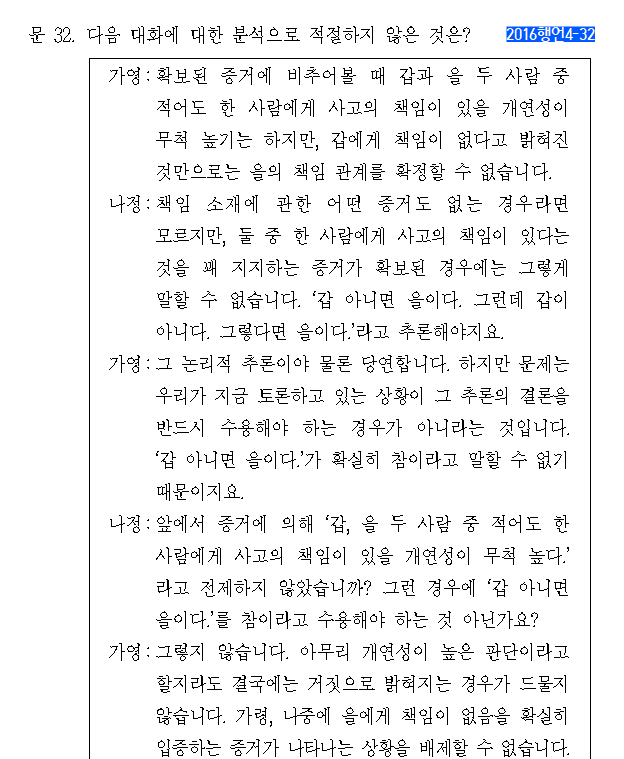 문 32. 다음 대화에 대한 분석으로 적절하지 않은 것은? 2016행언4-32
가영: 확보된 증거에 비추어볼 때 갑과 을 두 사람 중
적어도 한 사람에게 사고의 책임이 있을 개연성이
무척 높기는 하지만, 갑에게 책임이 없다고 밝혀진
것만으로는 을의 책임 관계를 확정할 수 없습니다.
나정: 책임 소재에 관한 어떤 증거도 없는 경우라면
모르지만, 둘 중 한 사람에게 사고의 책임이 있다는
것을 꽤 지지하는 증거가 확보된 경우에는 그렇게
말할 수 없습니다. ‘갑 아니면 을이다. 그런데 갑이
아니다. 그렇다면 을이다.’라고 추론해야지요.
가영: 그 논리적 추론이야 물론 당연합니다. 하지만 문제는
우리가 지금 토론하고 있는 상황이 그 추론의 결론을
반드시 수용해야 하는 경우가 아니라는 것입니다.
‘갑 아니면 을이다.’가 확실히 참이라고 말할 수 없기
때문이지요.
나정: 앞에서 증거에 의해 ‘갑, 을 두 사람 중 적어도 한
사람에게 사고의 책임이 있을 개연성이 무척 높다.’
라고 전제하지 않았습니까? 그런 경우에 ‘갑 아니면
을이다.’를 참이라고 수용해야 하는 것 아닌가요?
가영: 그렇지 않습니다. 아무리 개연성이 높은 판단이라고
할지라도 결국에는 거짓으로 밝혀지는 경우가 드물지
않습니다. 가령, 나중에 을에게 책임이 없음을 확실히
입증하는 증거가 나타나는 상황을 배제할 수 없습니다.